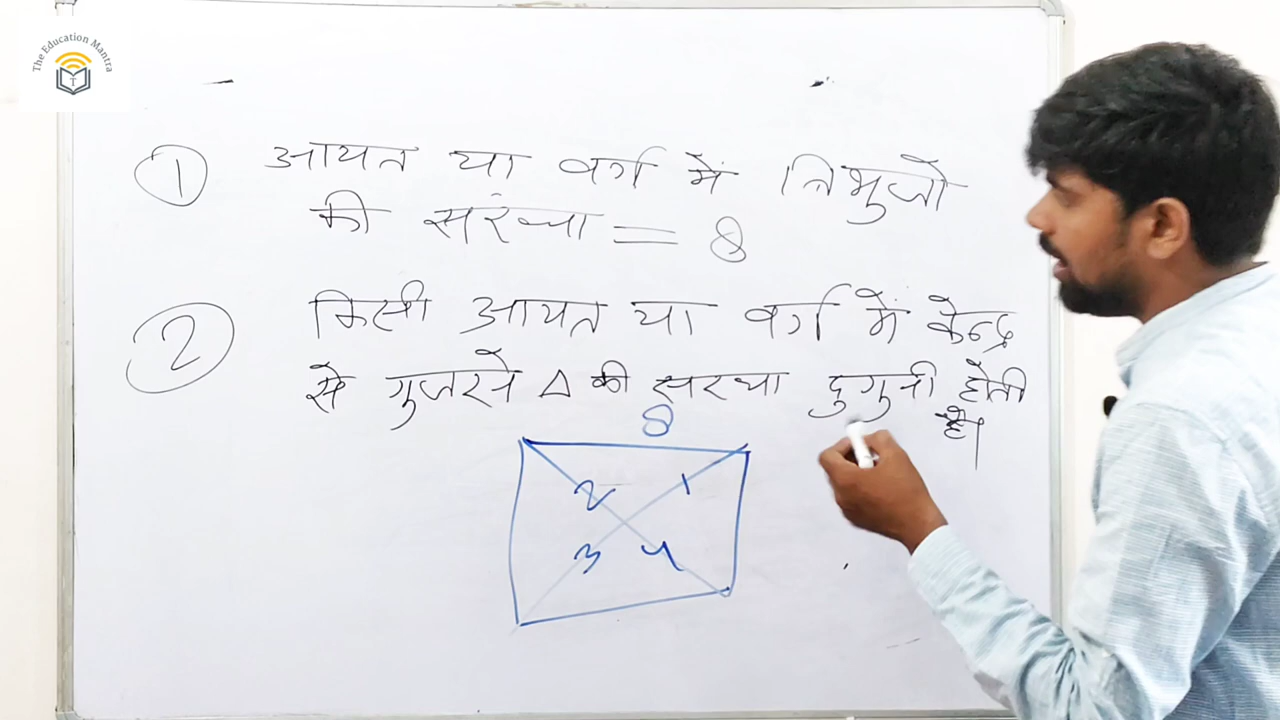 The Education Mantra
T
① आयत या वर्ग में त्रिभुजों
की संख्या = 8
② किसी आयत या वर्ग में केन्द्र
से गुजरने Δ की संख्या दुगुनी होती
है।
8
2 1
3 4